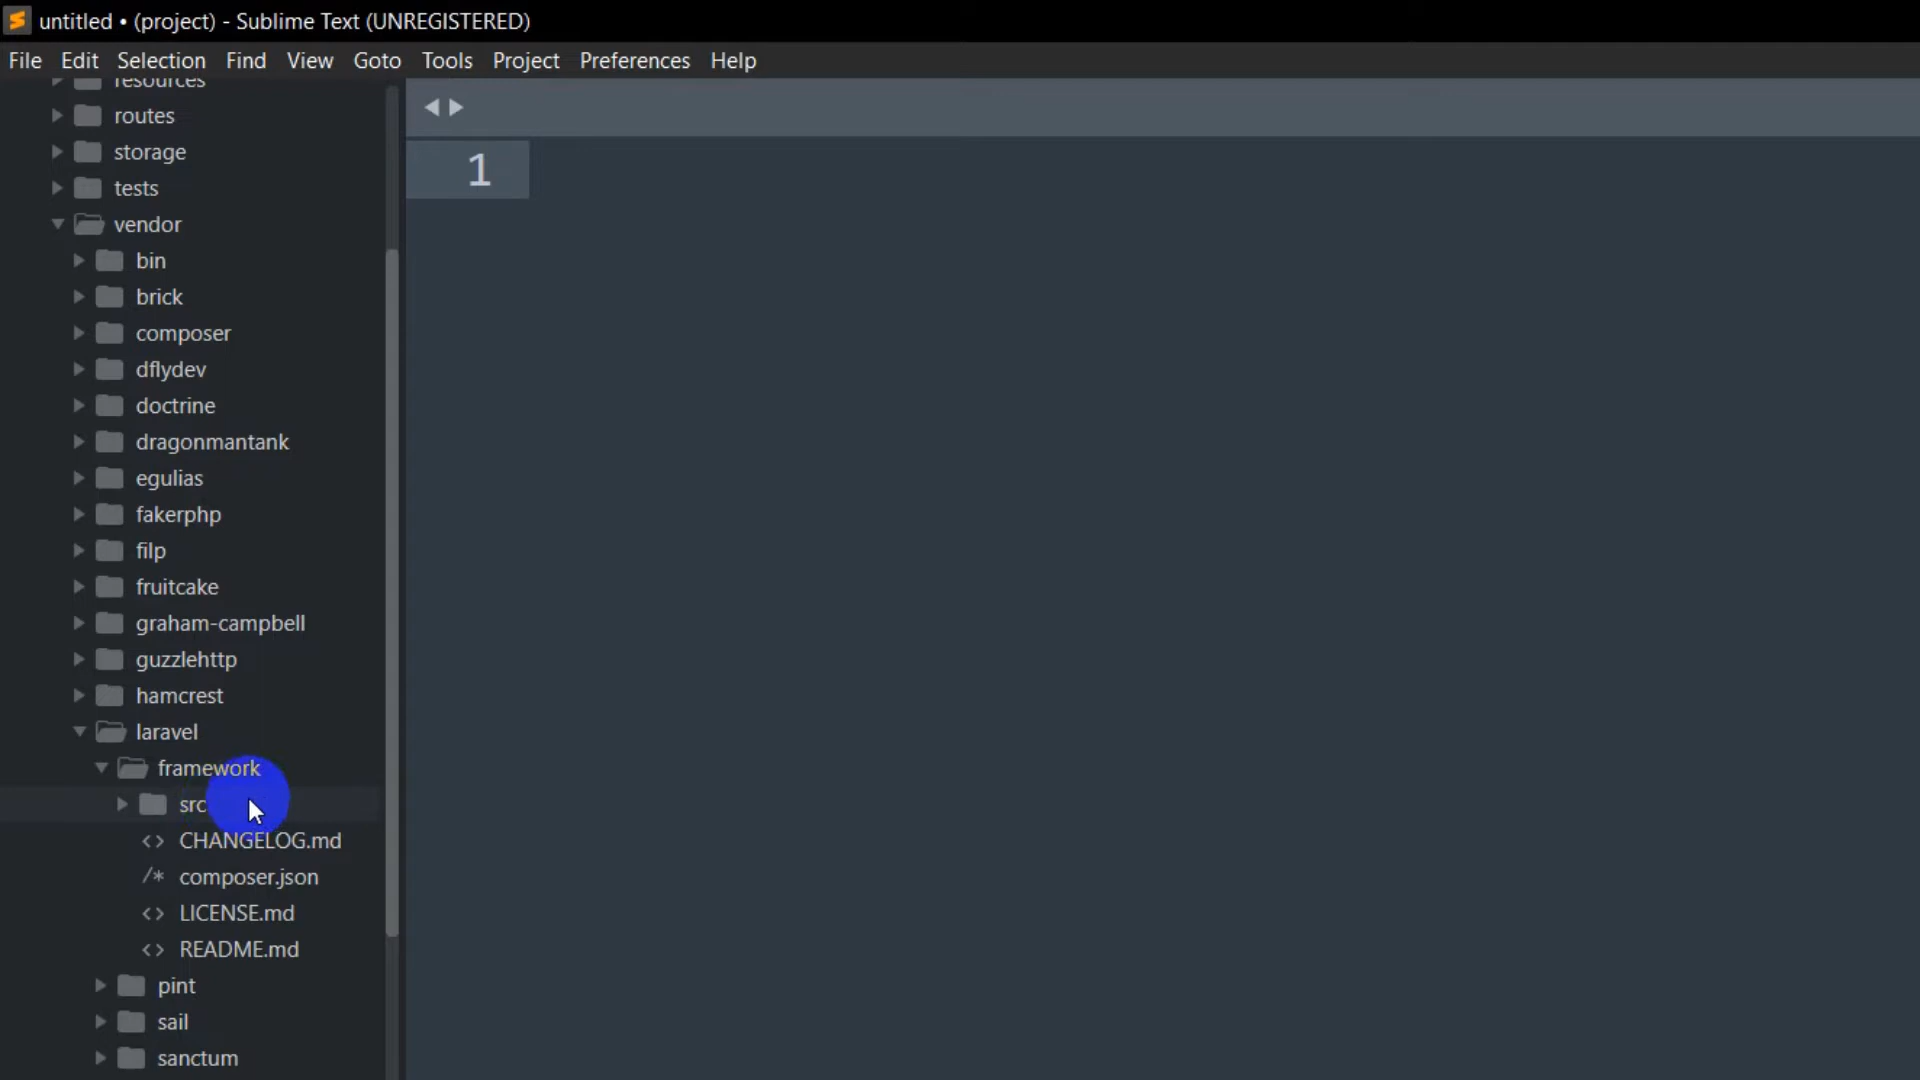 untitled • (project) - Sublime Text (UNREGISTERED)
File Edit Selection Find View Goto Tools Project Preferences Help
resources
routes
storage
tests
vendor
bin
brick
composer
dflydev
doctrine
dragonmantank
egulias
fakerphp
filp
fruitcake
graham-campbell
guzzlehttp
hamcrest
laravel
framework
src
<> CHANGELOG.md
/* composer.json
<> LICENSE.md
<> README.md
pint
sail
sanctum
1